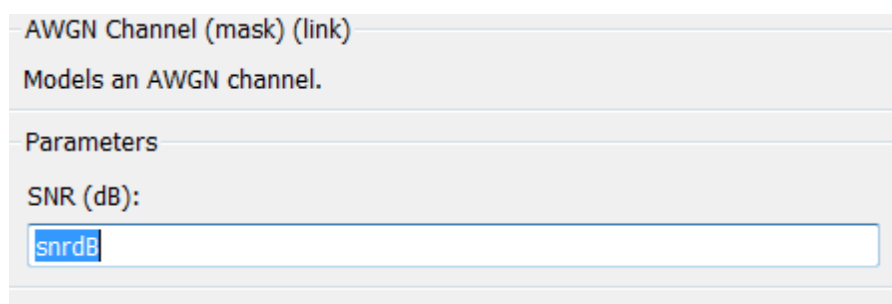 AWGN Channel (mask) (link)
Models an AWGN channel.
Parameters
SNR (dB):
snrdB